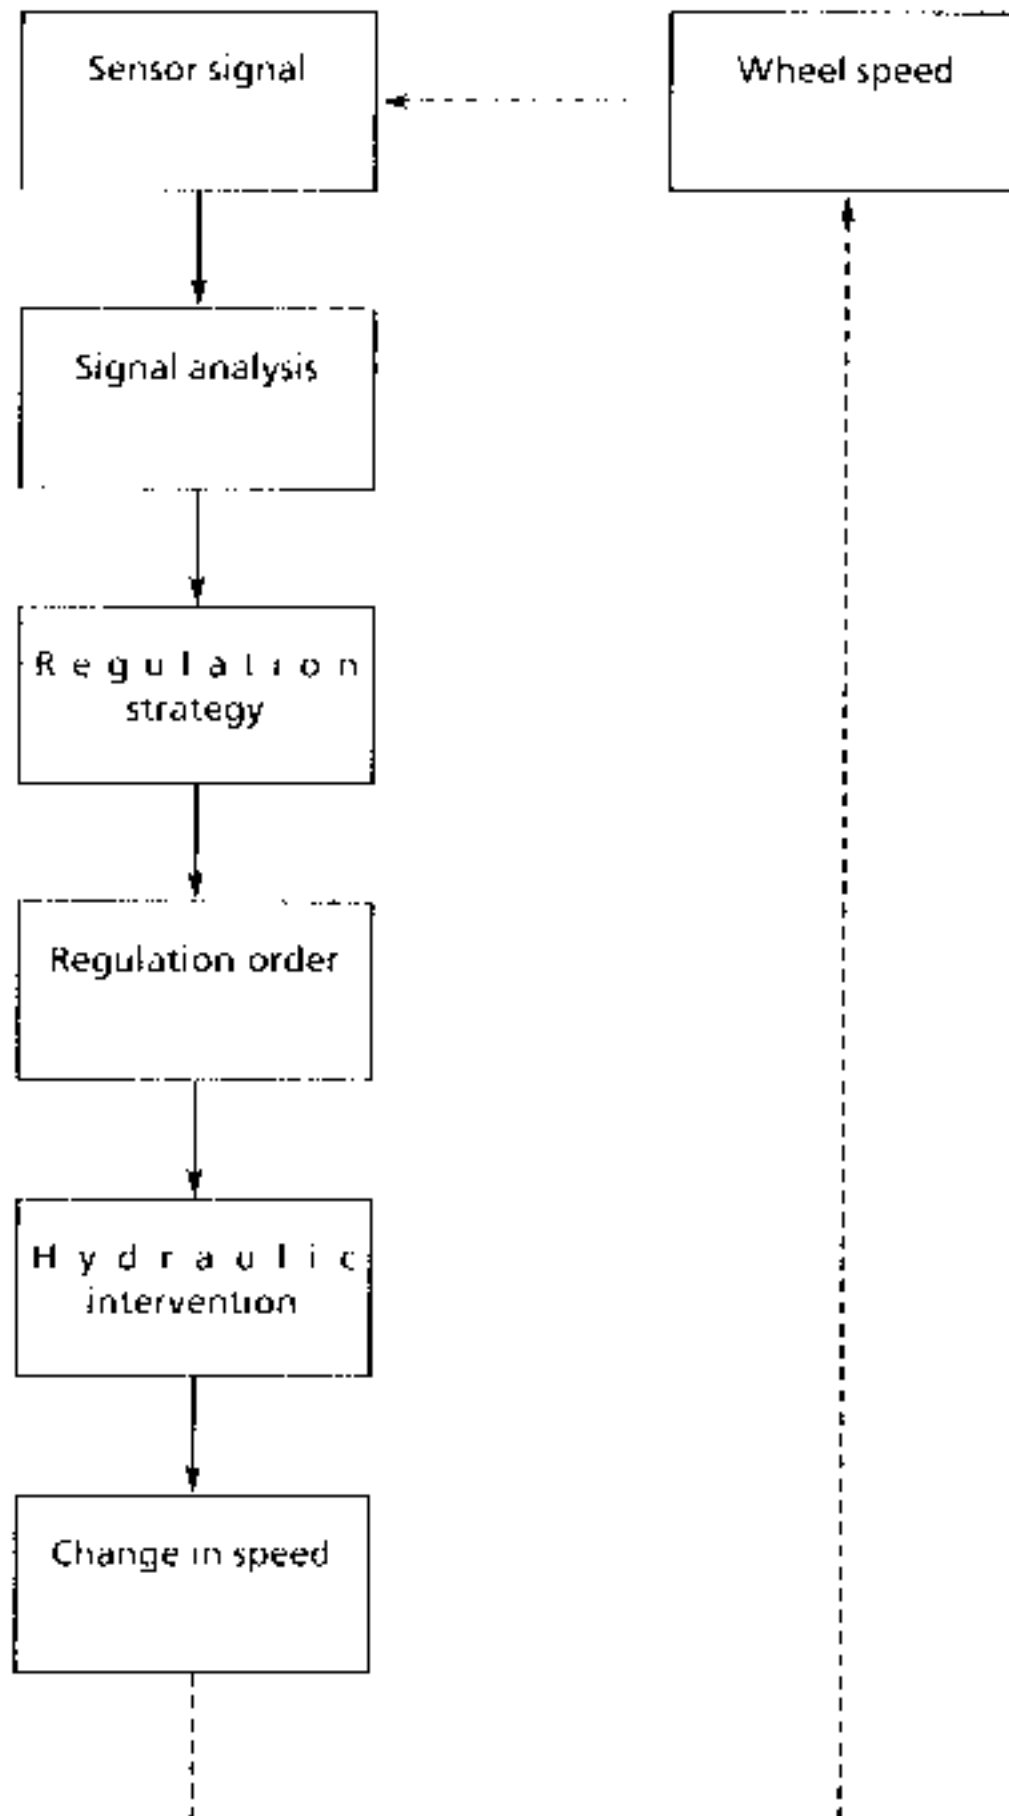 Sensor signal
Wheel speed
Signal analysis
Regulation
strategy
Regulation order
Hydraulic
intervention
Change in speed